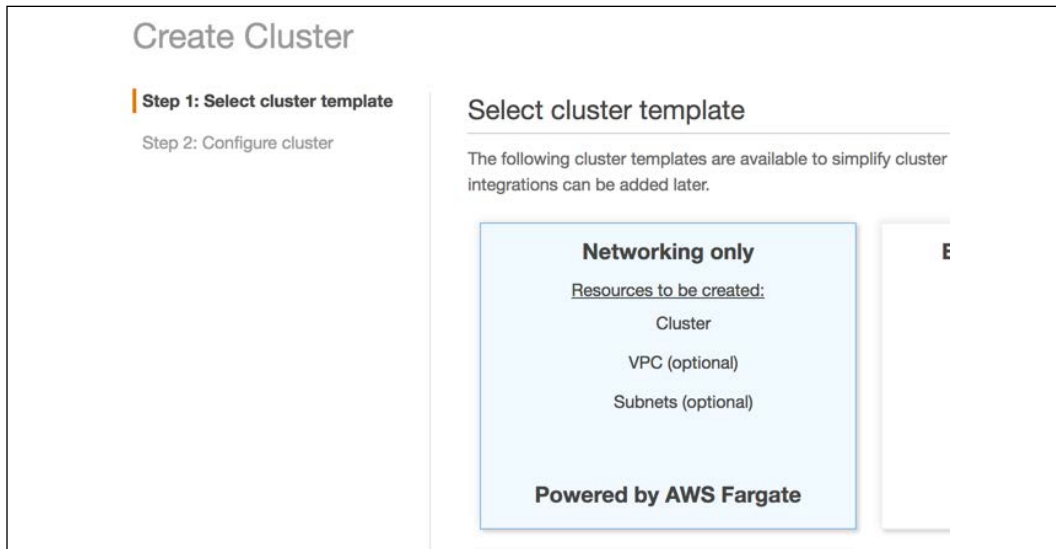 Create Cluster
Step 1: Select cluster template
Step 2: Configure cluster
Select cluster template
The following cluster templates are available to simplify cluster
integrations can be added later.
Networking only
Resources to be created:
Cluster
VPC (optional)
Subnets (optional)
Powered by AWS Fargate